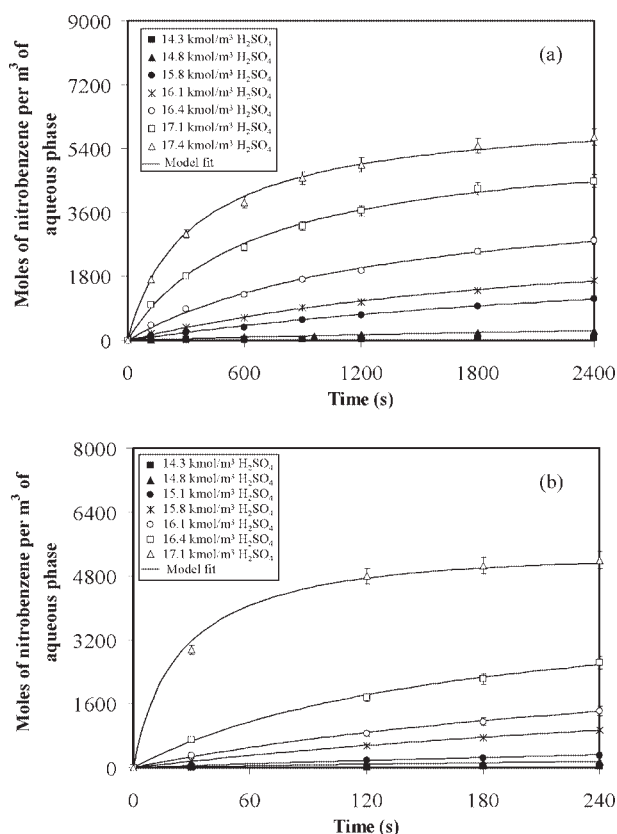 Moles of nitrobenzene per m³ of
aqueous phase
9000
7200
5400
3600
1800
0
(a)
14.3 kmol/m³ H₂SO₄
14.8 kmol/m³ H₂SO₄
15.8 kmol/m³ H₂SO₄
16.1 kmol/m³ H₂SO₄
16.4 kmol/m³ H₂SO₄
17.1 kmol/m³ H₂SO₄
17.4 kmol/m³ H₂SO₄
Model fit
0 600 1200 1800 2400
Time (s)
Moles of nitrobenzene per m³ of
aqueous phase
8000
6400
4800
3200
1600
0
(b)
14.3 kmol/m³ H₂SO₄
14.8 kmol/m³ H₂SO₄
15.1 kmol/m³ H₂SO₄
15.8 kmol/m³ H₂SO₄
16.1 kmol/m³ H₂SO₄
16.4 kmol/m³ H₂SO₄
17.1 kmol/m³ H₂SO₄
Model fit
0 60 120 180 240
Time (s)